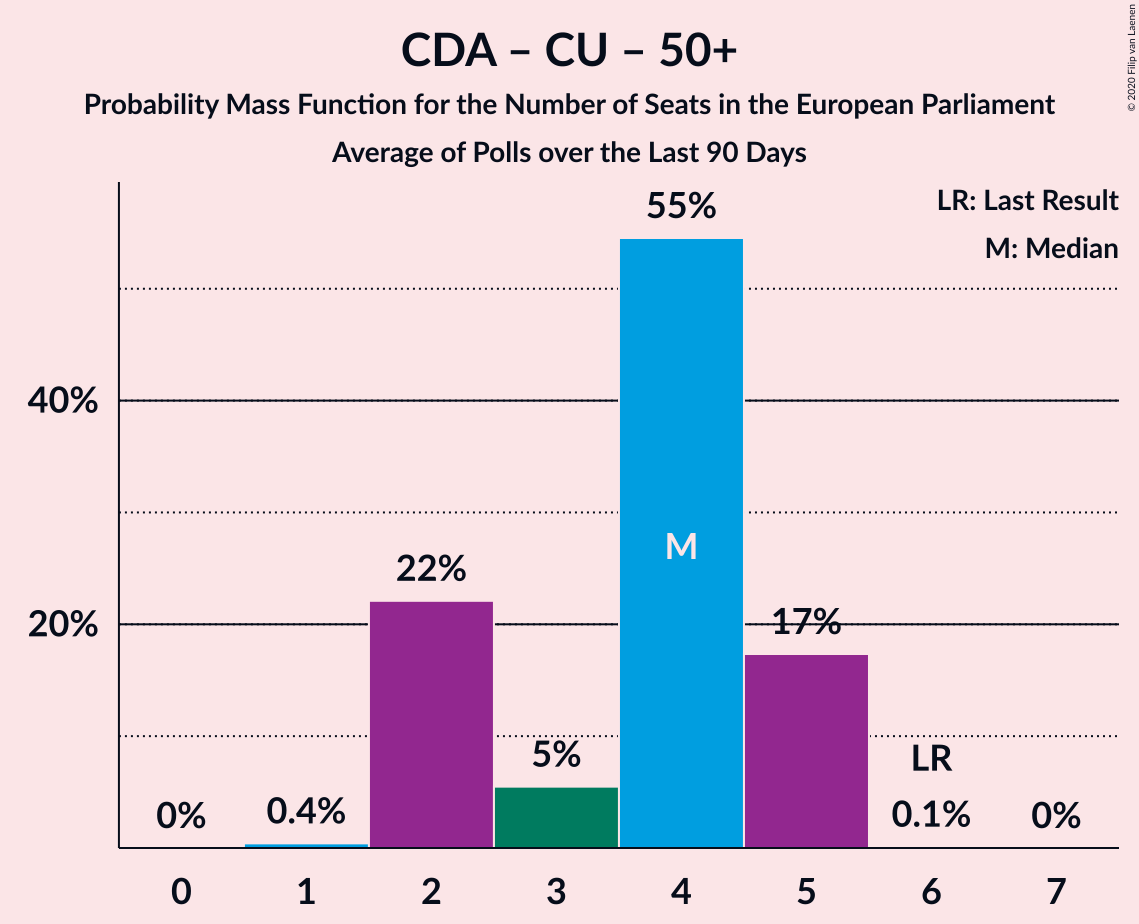 CDA – CU – 50+
Probability Mass Function for the Number of Seats in the European Parliament
Average of Polls over the Last 90 Days
© 2020 Filip van Laenen
LR: Last Result
M: Median
55%
40%
M
22%
20%
17%
5%
LR
0%
0.4%
0.1%
0%
0 1 2 3 4 5 6 7